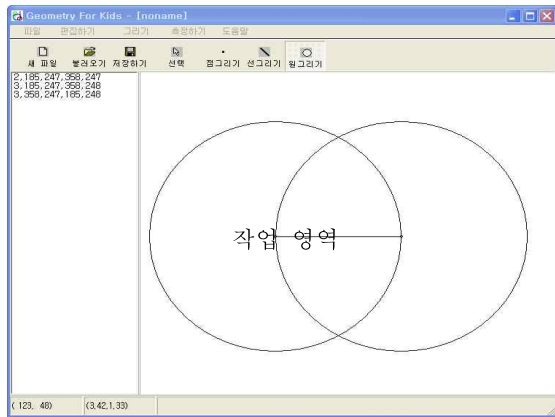 Geometry For Kids - [noname]
파일 편집하기 그리기 측정하기 도움말
새 파일 불러오기 저장하기 선택 점그리기 선그리기 원그리기
2,185,247,358,247
3,185,247,358,248
3,358,247,185,248
작업 영역
( 123, 48) (3,42,1,33)